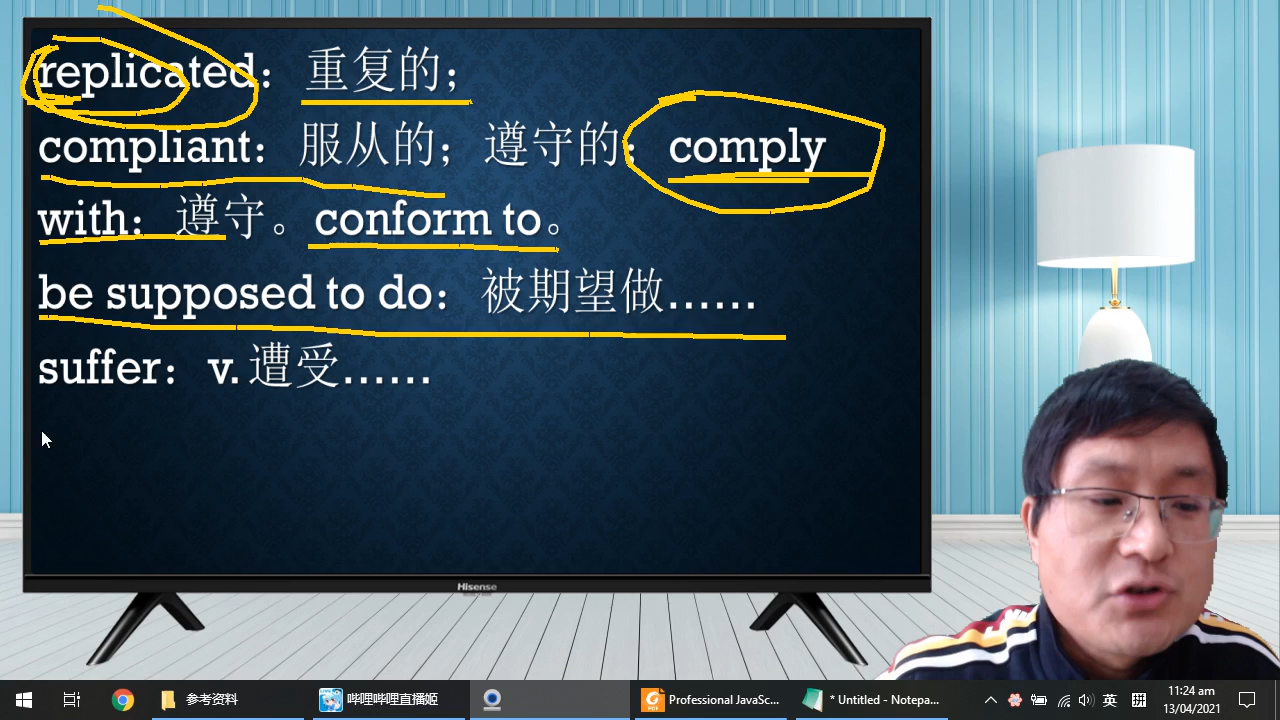 replicated：重复的；
compliant：服从的；遵守的；comply
with：遵守。conform to。
be supposed to do：被期望做……
suffer：v. 遭受……
Hisense
参考资料
哔哩哔哩直播姬
Professional JavaSc...
* Untitled - Notepa...
英
拼
11:24 am
13/04/2021